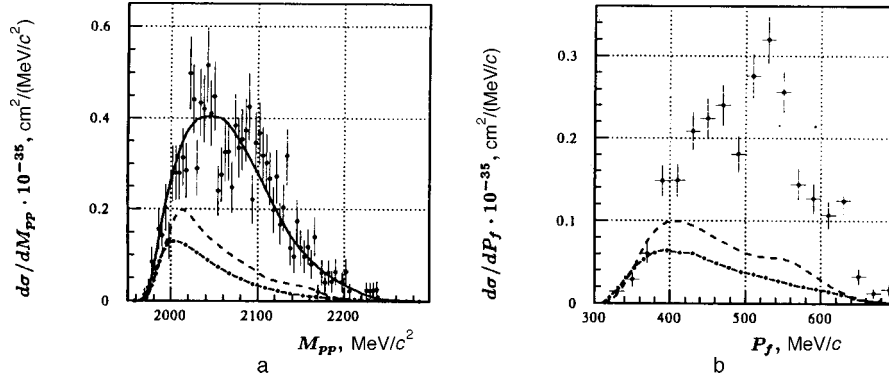 dσ/dM_pp · 10⁻³⁵, cm²/(MeV/c²)
0.6
0.4
0.2
0
2000
2100
2200
M_pp, MeV/c²
a
dσ/dP_f · 10⁻³⁵, cm²/(MeV/c)
0.3
0.2
0.1
0
300
400
500
600
P_f, MeV/c
b